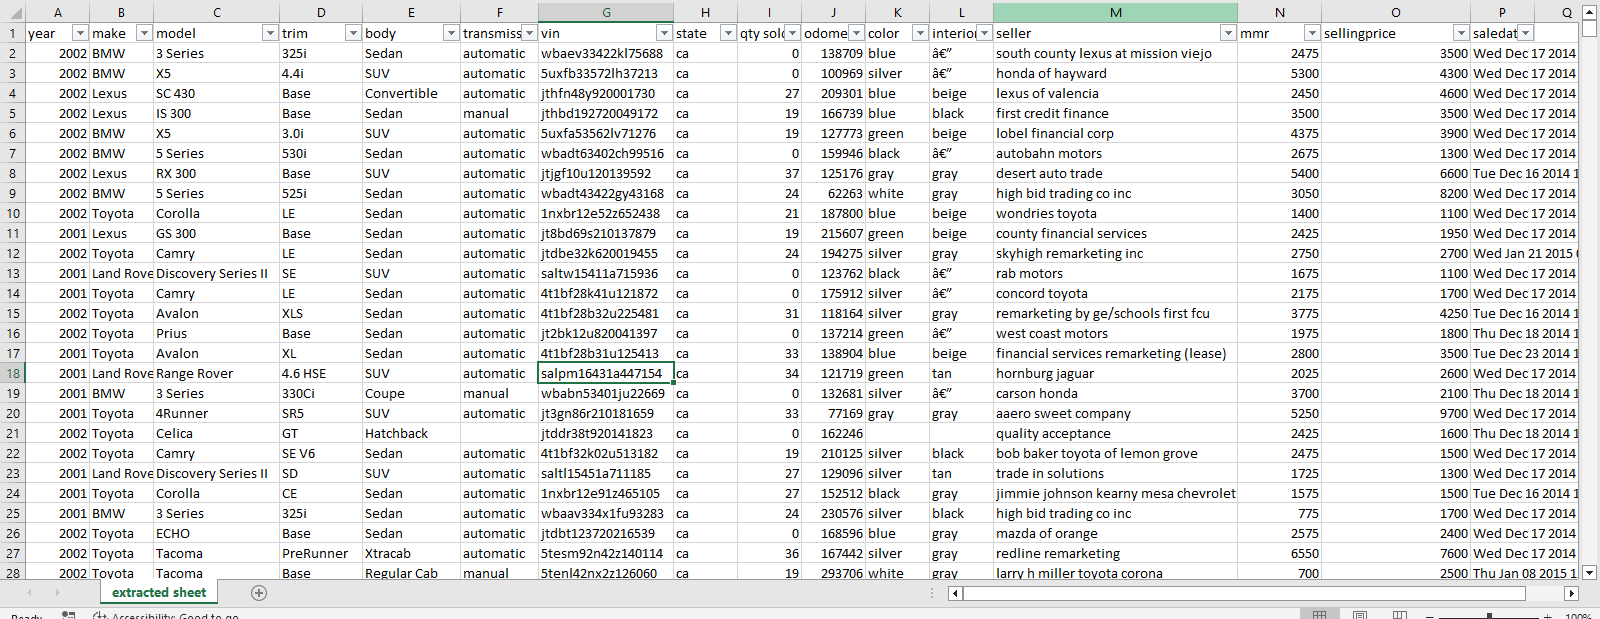 A B C D E F G H I J K L M N O P Q
1 year make model trim body transmiss vin state qty sold odome color interio seller mmr sellingprice saledat
2 2002 BMW 3 Series 325i Sedan automatic wbaev33422kl75688 ca 0 138709 blue â€” south county lexus at mission viejo 2475 3500 Wed Dec 17 2014
3 2002 BMW X5 4.4i SUV automatic 5uxfb33572lh37213 ca 0 100969 silver â€” honda of hayward 5300 4300 Wed Dec 17 2014
4 2002 Lexus SC 430 Base Convertible automatic jthfn48y920001730 ca 27 209301 blue beige lexus of valencia 2450 4600 Wed Dec 17 2014
5 2002 Lexus IS 300 Base Sedan manual jthbd192720049172 ca 19 166739 blue black first credit finance 3500 3500 Wed Dec 17 2014
6 2002 BMW X5 3.0i SUV automatic 5uxfa53562lv71276 ca 19 127773 green beige lobel financial corp 4375 3900 Wed Dec 17 2014
7 2002 BMW 5 Series 530i Sedan automatic wbadt63402ch99516 ca 0 159946 black â€” autobahn motors 2675 1300 Wed Dec 17 2014
8 2002 Lexus RX 300 Base SUV automatic jtjgf10u120139592 ca 37 125176 gray gray desert auto trade 5400 6600 Tue Dec 16 2014 1
9 2002 BMW 5 Series 525i Sedan automatic wbadt43422gy43168 ca 24 62263 white gray high bid trading co inc 3050 8200 Wed Dec 17 2014
10 2002 Toyota Corolla LE Sedan automatic 1nxbr12e52z652438 ca 21 187800 blue beige wondries toyota 1400 1100 Wed Dec 17 2014
11 2001 Lexus GS 300 Base Sedan automatic jt8bd69s210137879 ca 19 215607 green beige county financial services 2425 1950 Wed Dec 17 2014
12 2002 Toyota Camry LE Sedan automatic jtdbe32k620019455 ca 24 194275 silver gray skyhigh remarketing inc 2750 2700 Wed Jan 21 2015
13 2001 Land Rove Discovery Series II SE SUV automatic saltw15411a715936 ca 0 123762 black â€” rab motors 1675 1100 Wed Dec 17 2014
14 2001 Toyota Camry LE Sedan automatic 4t1bf28k41u121872 ca 0 175912 silver â€” concord toyota 2175 1700 Wed Dec 17 2014
15 2002 Toyota Avalon XLS Sedan automatic 4t1bf28b32u225481 ca 31 118164 silver gray remarketing by ge/schools first fcu 3775 4250 Tue Dec 16 2014 1
16 2002 Toyota Prius Base Sedan automatic jt2bk12u820041397 ca 0 137214 green â€” west coast motors 1975 1800 Thu Dec 18 2014 1
17 2001 Toyota Avalon XL Sedan automatic 4t1bf28b31u125413 ca 33 138904 blue beige financial services remarketing (lease) 2800 3500 Tue Dec 23 2014 1
18 2001 Land Rove Range Rover 4.6 HSE SUV automatic salpm16431a447154 ca 34 121719 green tan hornburg jaguar 2025 2600 Wed Dec 17 2014
19 2001 BMW 3 Series 330Ci Coupe manual wbabn53401ju22669 ca 0 132681 silver â€” carson honda 3700 2100 Thu Dec 18 2014 1
20 2001 Toyota 4Runner SR5 SUV automatic jt3gn86r210181659 ca 33 77169 gray gray aaero sweet company 5250 9700 Wed Dec 17 2014
21 2002 Toyota Celica GT Hatchback jtddr38t920141823 ca 0 162246 quality acceptance 2425 1600 Thu Dec 18 2014 1
22 2002 Toyota Camry SE V6 Sedan automatic 4t1bf32k02u513182 ca 19 210125 silver black bob baker toyota of lemon grove 2475 1500 Wed Dec 17 2014
23 2001 Land Rove Discovery Series II SD SUV automatic saltl15451a711185 ca 27 129096 silver tan trade in solutions 1725 1300 Wed Dec 17 2014
24 2001 Toyota Corolla CE Sedan automatic 1nxbr12e91z465105 ca 27 152512 black gray jimmie johnson kearny mesa chevrolet 1575 1500 Tue Dec 16 2014 1
25 2001 BMW 3 Series 325i Sedan automatic wbaav334x1fu93283 ca 24 230576 silver black high bid trading co inc 775 1700 Wed Dec 17 2014
26 2002 Toyota ECHO Base Sedan automatic jtdbt123720216539 ca 0 168596 blue gray mazda of orange 2575 2400 Wed Dec 17 2014
27 2002 Toyota Tacoma PreRunner Xtracab automatic 5tesm92n42z140114 ca 36 167442 silver gray redline remarketing 6550 7600 Wed Dec 17 2014
28 2002 Toyota Tacoma Base Regular Cab manual 5tenl42nx2z126060 ca 19 293706 white gray larry h miller toyota corona 700 2500 Thu Jan 08 2015 1
extracted sheet
Ready Accessibility: Good to go 100%